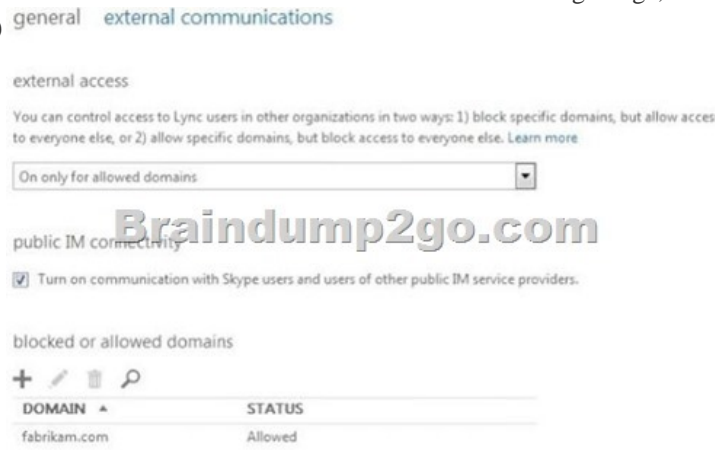 general external communications
external access
You can control access to Lync users in other organizations in two ways: 1) block specific domains, but allow acces
to everyone else, or 2) allow specific domains, but block access to everyone else. Learn more
On only for allowed domains
Braindump2go.com
public IM connectivity
Turn on communication with Skype users and users of other public IM service providers.
blocked or allowed domains
DOMAIN STATUS
fabrikam.com Allowed